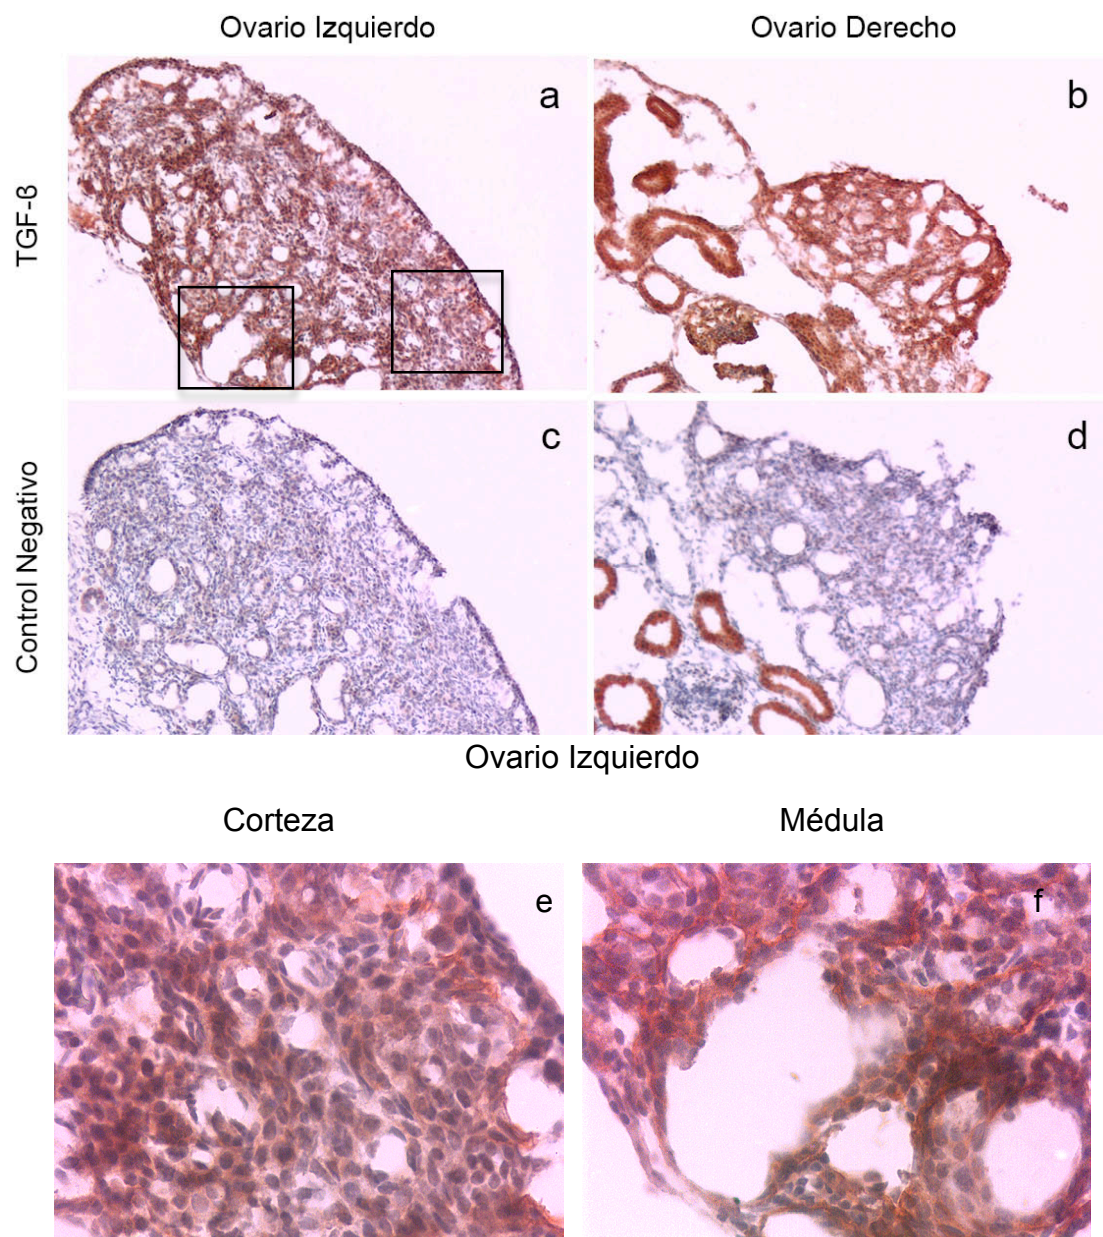 Ovario Izquierdo
Ovario Derecho
TGF-ß
a
b
Control Negativo
c
d
Ovario Izquierdo
Corteza
Médula
e
f